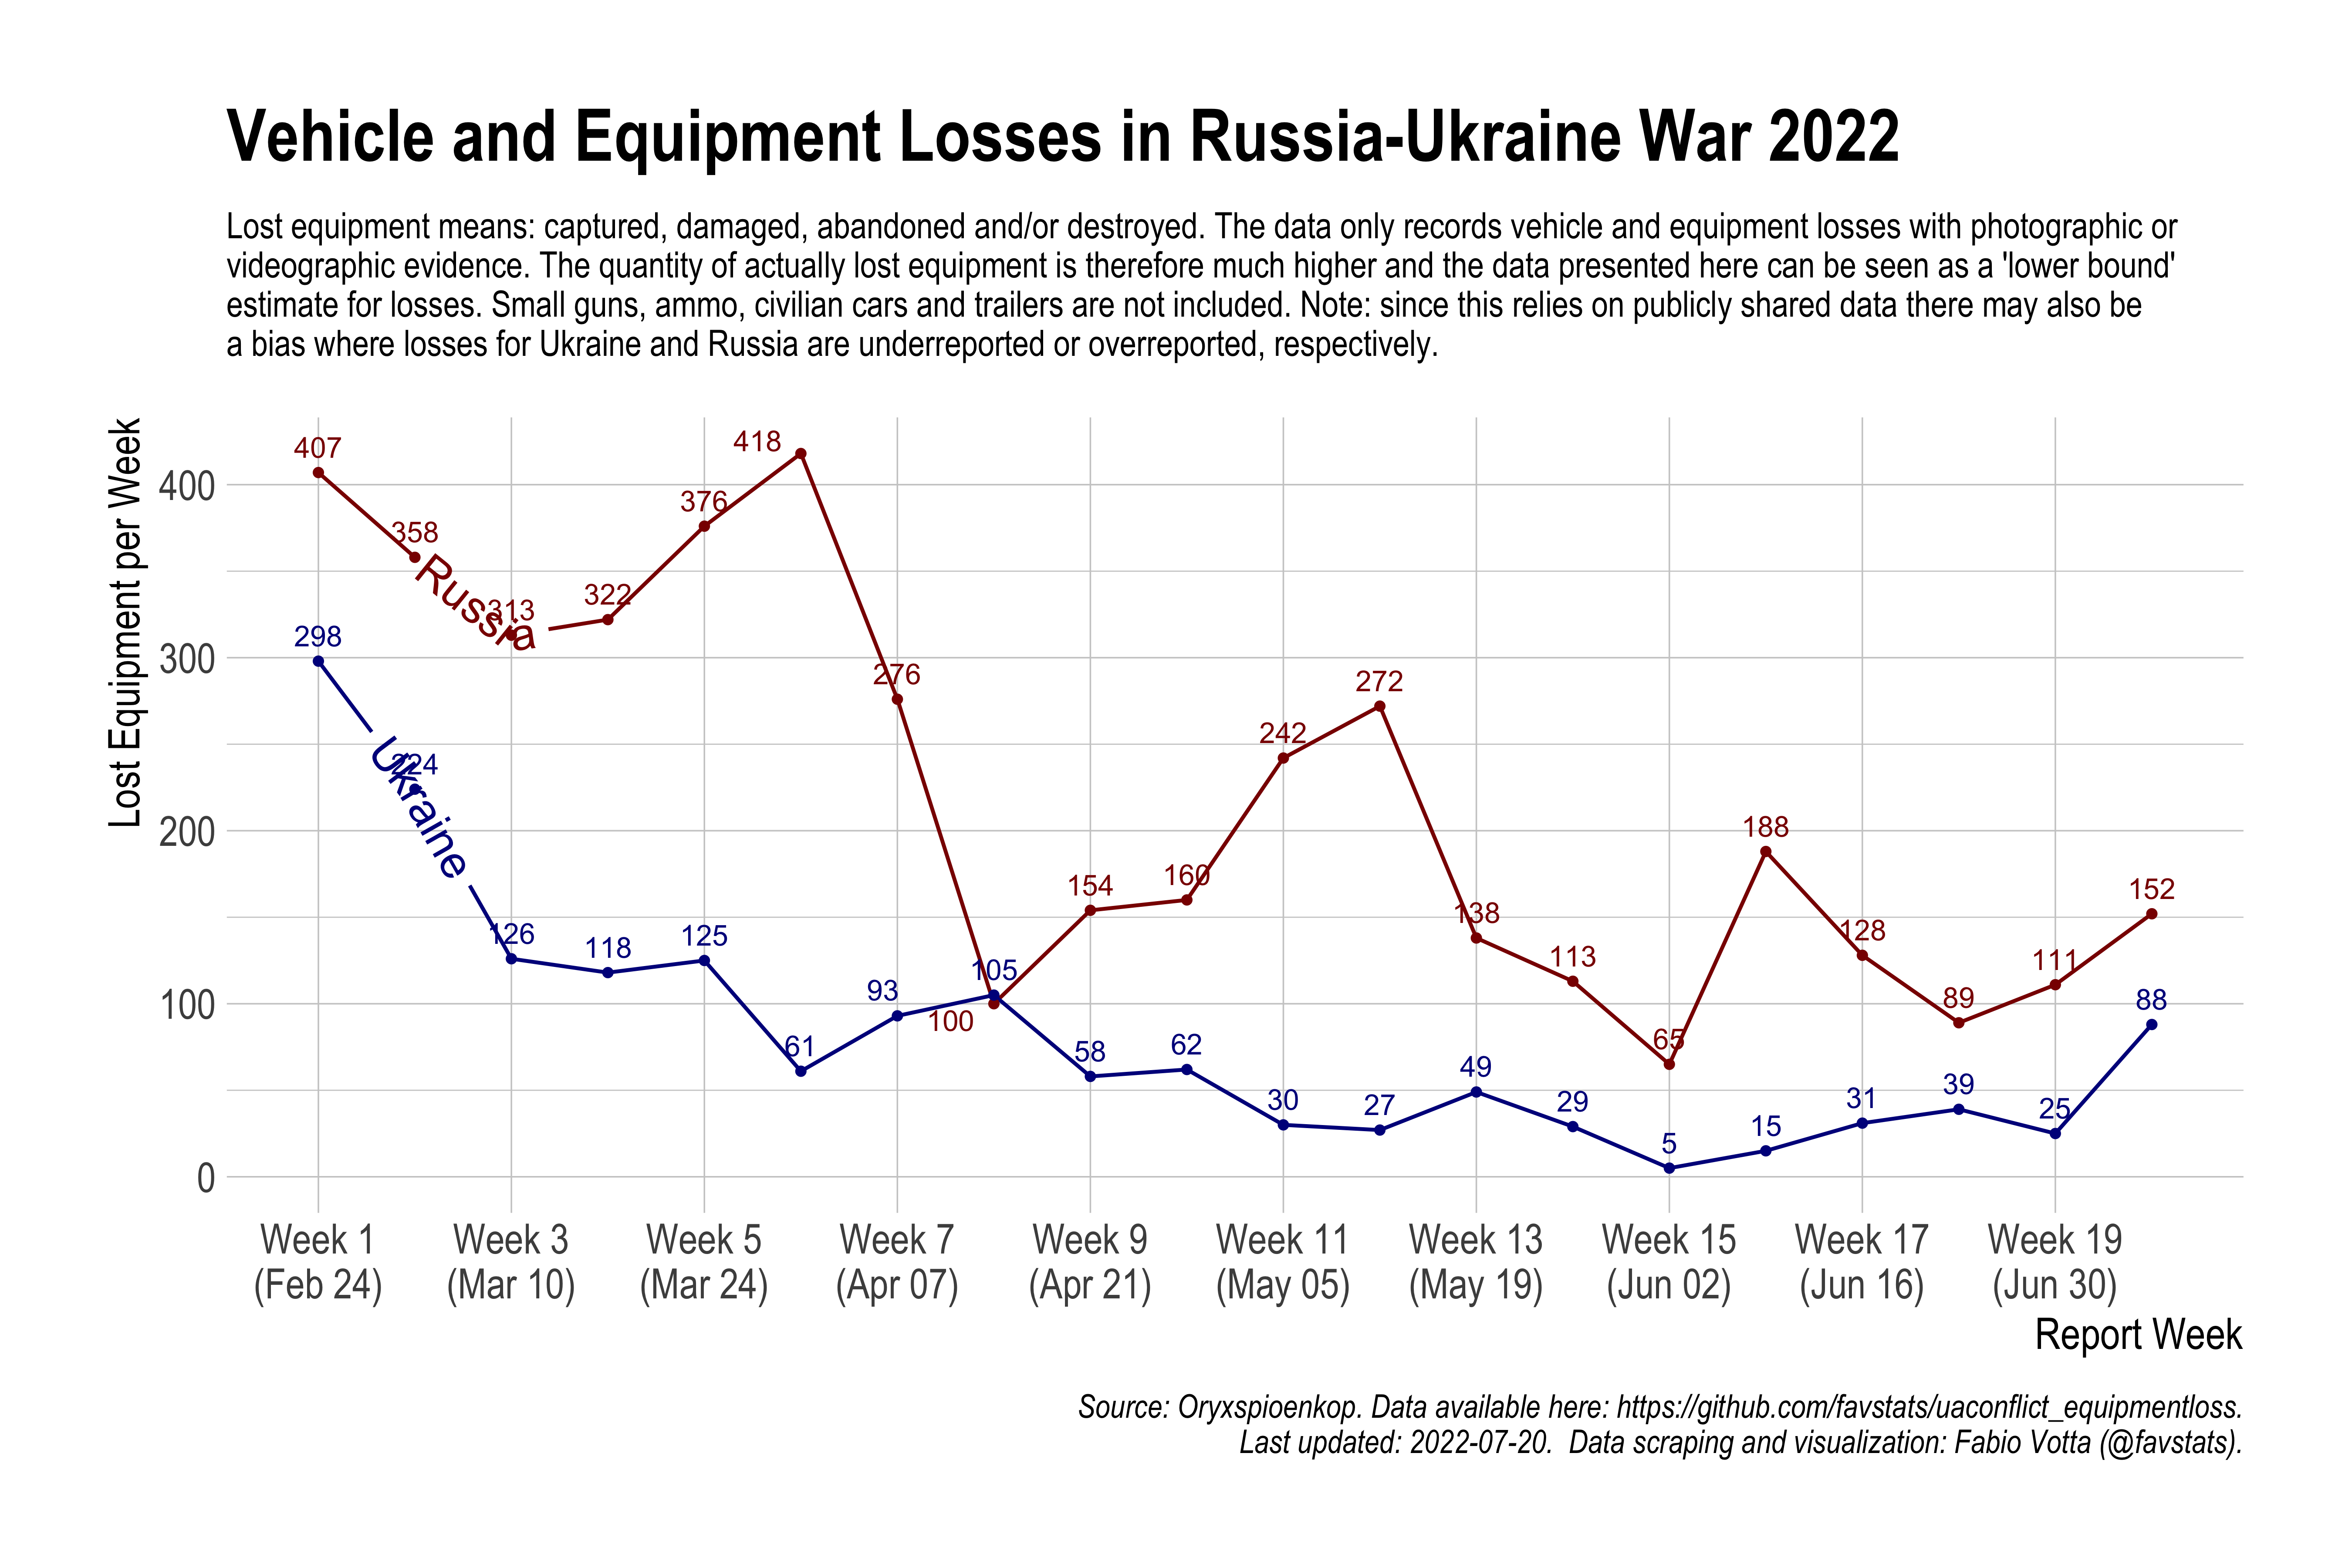 Vehicle and Equipment Losses in Russia-Ukraine War 2022
Lost equipment means: captured, damaged, abandoned and/or destroyed. The data only records vehicle and equipment losses with photographic or
videographic evidence. The quantity of actually lost equipment is therefore much higher and the data presented here can be seen as a 'lower bound'
estimate for losses. Small guns, ammo, civilian cars and trailers are not included. Note: since this relies on publicly shared data there may also be
a bias where losses for Ukraine and Russia are underreported or overreported, respectively.
Lost Equipment per Week
400
300
200
100
0
Russia
407
358
313
322
376
418
276
100
154
160
242
272
138
113
65
188
128
89
111
152
Ukraine
298
224
126
118
125
61
93
105
58
62
30
27
49
29
5
15
31
39
25
88
Week 1
(Feb 24)
Week 3
(Mar 10)
Week 5
(Mar 24)
Week 7
(Apr 07)
Week 9
(Apr 21)
Week 11
(May 05)
Week 13
(May 19)
Week 15
(Jun 02)
Week 17
(Jun 16)
Week 19
(Jun 30)
Report Week
Source: Oryxspioenkop. Data available here: https://github.com/favstats/uaconflict_equipmentloss.
Last updated: 2022-07-20.  Data scraping and visualization: Fabio Votta (@favstats).